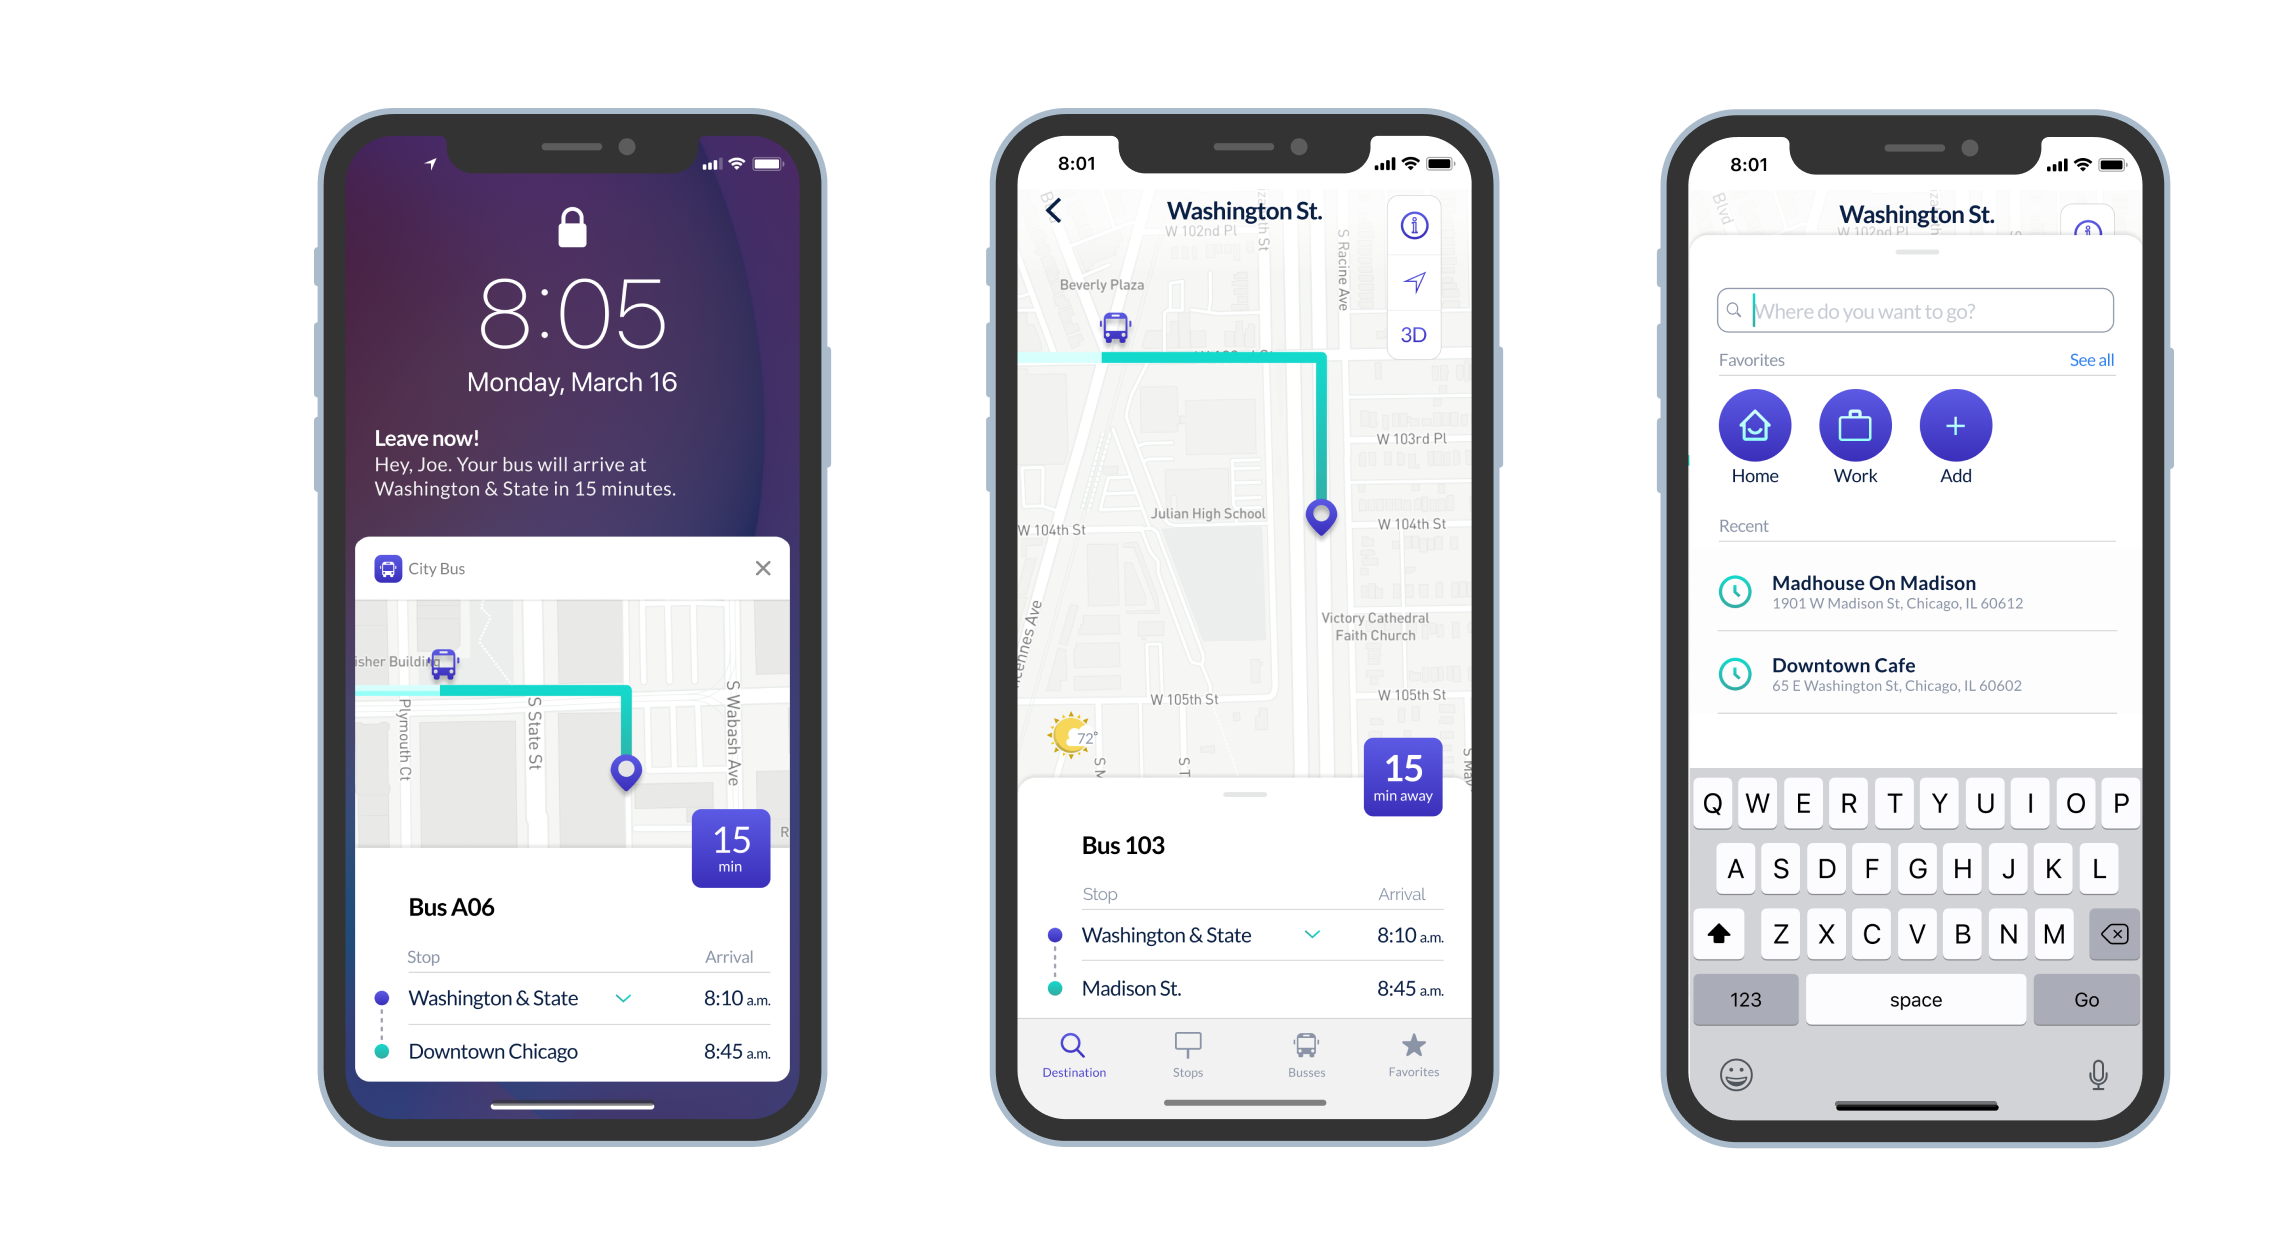 8:05
Monday, March 16
Leave now!
Hey, Joe. Your bus will arrive at
Washington & State in 15 minutes.
City Bus
isher Building
Plymouth Ct
S State St
S Wabash Ave
R
15
min
Bus A06
Stop Arrival
Washington & State 8:10 a.m.
Downtown Chicago 8:45 a.m.
8:01
Washington St.
W 102nd Pl
S Racine Ave
Beverly Plaza
3D
W 103rd Pl
Julian High School
W 104th St
W 104th St
cennes Ave
Victory Cathedral
Faith Church
W 105th St
W 105th St
72°
S M
S T
15
min away
Bus 103
Stop Arrival
Washington & State 8:10 a.m.
Madison St. 8:45 a.m.
Destination Stops Busses Favorites
8:01
Blvd
Washington St.
W 102nd Pl
Where do you want to go?
Favorites See all
Home Work Add
Recent
Madhouse On Madison
1901 W Madison St, Chicago, IL 60612
Downtown Cafe
65 E Washington St, Chicago, IL 60602
Q W E R T Y U I O P
A S D F G H J K L
Z X C V B N M
123 space Go